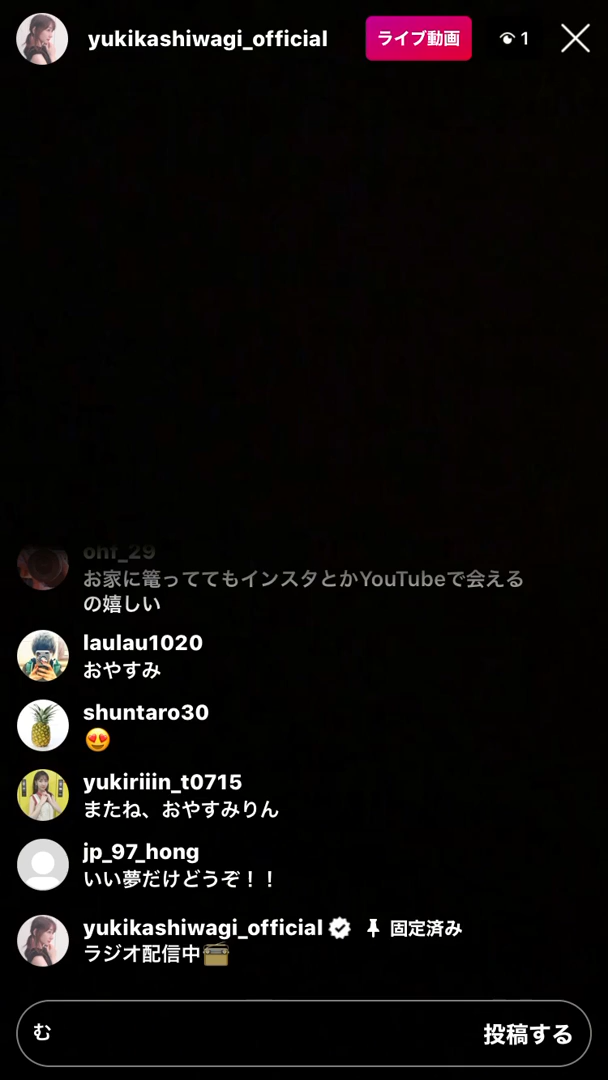 yukikashiwagi_official
ライブ動画
1
ohf_29
お家に篭っててもインスタとかYouTubeで会える
の嬉しい
laulau1020
おやすみ
shuntaro30
😍
yukiriiin_t0715
またね、おやすみりん
jp_97_hong
いい夢だけどうぞ！！
yukikashiwagi_official 固定済み
ラジオ配信中📻
む 投稿する